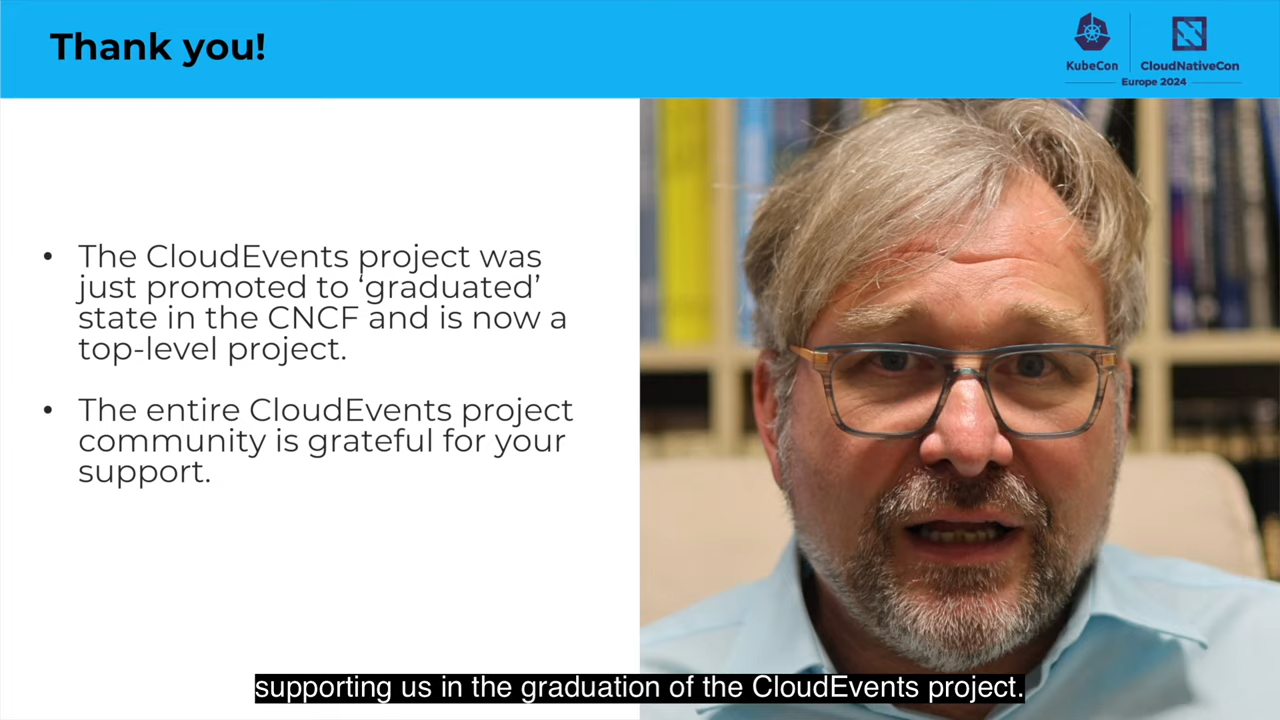 Thank you!
KubeCon
CloudNativeCon
Europe 2024
• The CloudEvents project was
just promoted to ‘graduated’
state in the CNCF and is now a
top-level project.
• The entire CloudEvents project
community is grateful for your
support.
supporting us in the graduation of the CloudEvents project.